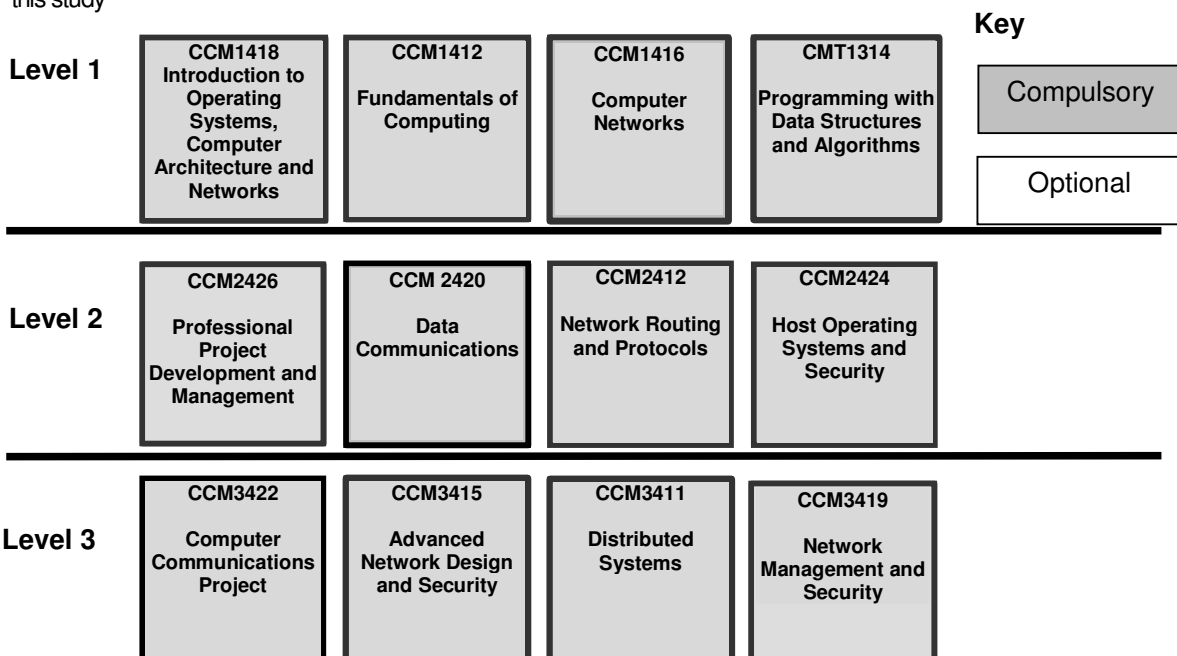 this study
Key
Compulsory
Optional
Level 1
CCM1418
Introduction to
Operating
Systems,
Computer
Architecture and
Networks
CCM1412
Fundamentals of
Computing
CCM1416
Computer
Networks
CMT1314
Programming with
Data Structures
and Algorithms
Level 2
CCM2426
Professional
Project
Development and
Management
CCM 2420
Data
Communications
CCM2412
Network Routing
and Protocols
CCM2424
Host Operating
Systems and
Security
Level 3
CCM3422
Computer
Communications
Project
CCM3415
Advanced
Network Design
and Security
CCM3411
Distributed
Systems
CCM3419
Network
Management and
Security